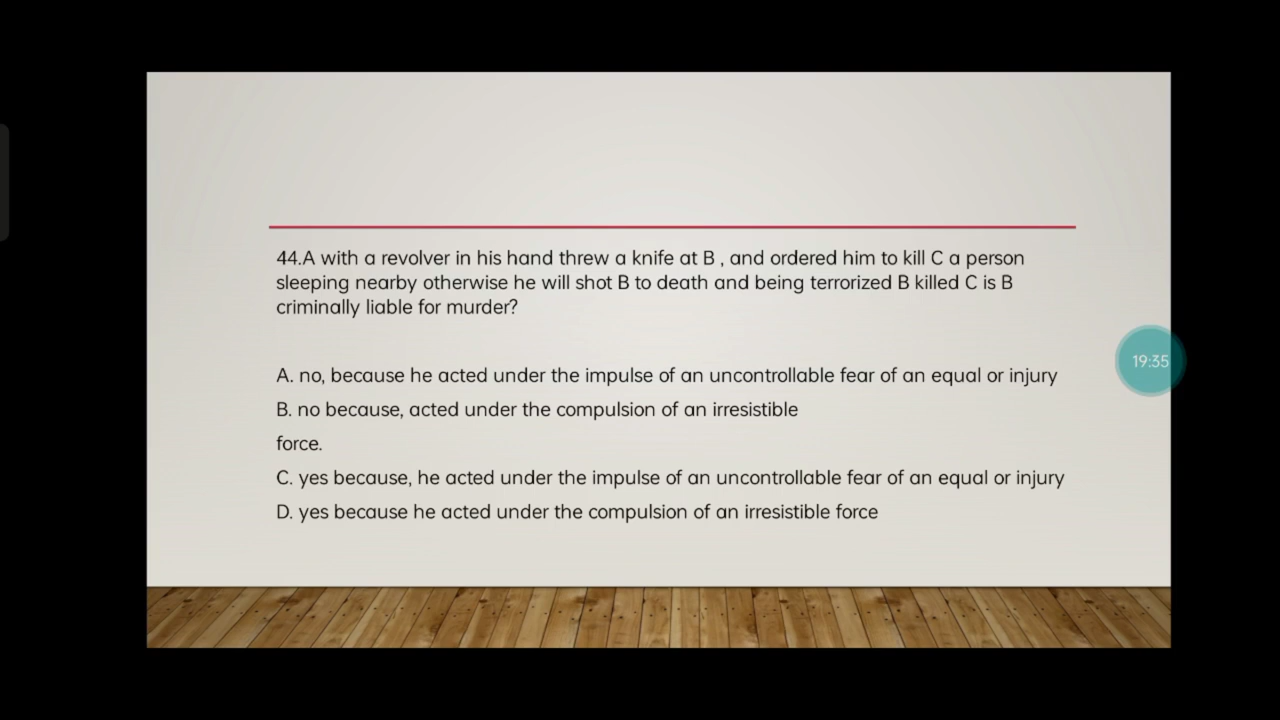 44.A with a revolver in his hand threw a knife at B , and ordered him to kill C a person
sleeping nearby otherwise he will shot B to death and being terrorized B killed C is B
criminally liable for murder?
A. no, because he acted under the impulse of an uncontrollable fear of an equal or injury
B. no because, acted under the compulsion of an irresistible
force.
C. yes because, he acted under the impulse of an uncontrollable fear of an equal or injury
D. yes because he acted under the compulsion of an irresistible force
19:35